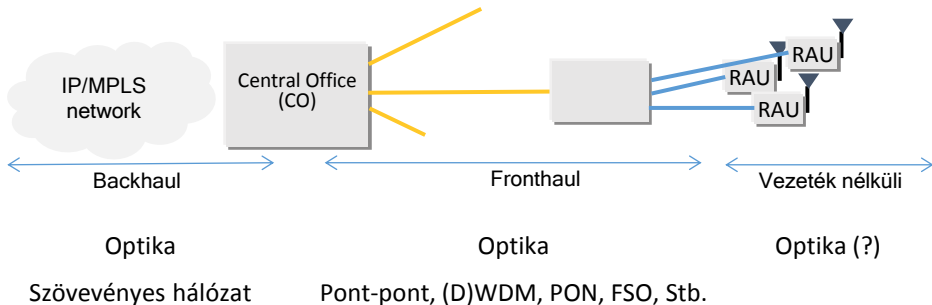 IP/MPLS
network
Central Office
(CO)
RAU
RAU
RAU
Backhaul
Fronthaul
Vezeték nélküli
Optika
Optika
Optika (?)
Szövevényes hálózat
Pont-pont, (D)WDM, PON, FSO, Stb.